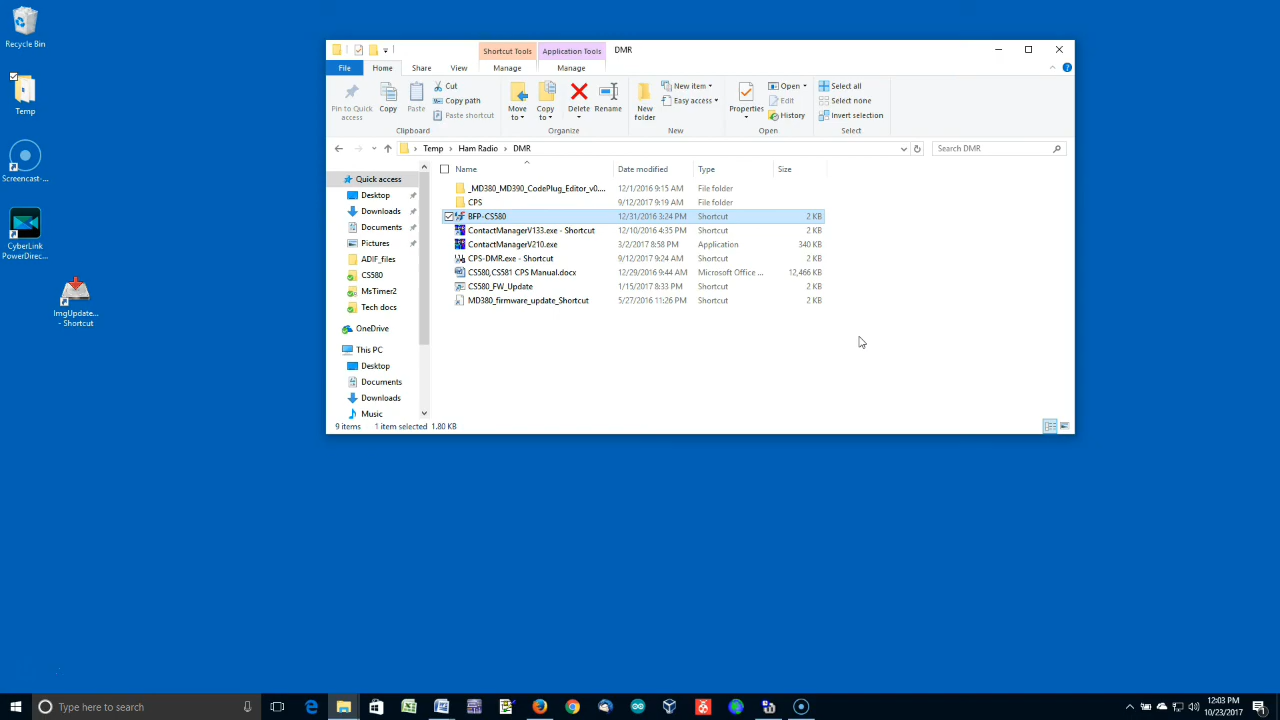 Recycle Bin
Temp
Screencast-...
CyberLink
PowerDirec...
ImgUpdate...
- Shortcut
Shortcut Tools
Application Tools
DMR
File
Home
Share
View
Manage
Manage
Pin to Quick
access
Copy
Paste
Cut
Copy path
Paste shortcut
Clipboard
Move
to
Copy
to
Delete
Rename
Organize
New
folder
New item
Easy access
New
Properties
Open
Edit
History
Open
Select all
Select none
Invert selection
Select
Temp > Ham Radio > DMR
Search DMR
Name Date modified Type Size
Quick access
Desktop
Downloads
Documents
Pictures
ADIF_files
CS580
MsTimer2
Tech docs
OneDrive
This PC
Desktop
Documents
Downloads
Music
_MD380_MD390_CodePlug_Editor_v0.... 12/1/2016 9:15 AM File folder
CPS 9/12/2017 9:19 AM File folder
BFP-CS580 12/31/2016 3:24 PM Shortcut 2 KB
ContactManagerV133.exe - Shortcut 12/10/2016 4:35 PM Shortcut 2 KB
ContactManagerV210.exe 3/2/2017 8:58 PM Application 340 KB
CPS-DMR.exe - Shortcut 9/12/2017 9:24 AM Shortcut 2 KB
CS580,CS581 CPS Manual.docx 12/29/2016 9:44 AM Microsoft Office ... 12,466 KB
CS580_FW_Update 1/15/2017 8:33 PM Shortcut 2 KB
MD380_firmware_update_Shortcut 5/27/2016 11:26 PM Shortcut 2 KB
9 items 1 item selected 1.80 KB
Type here to search
12:03 PM
10/23/2017
1